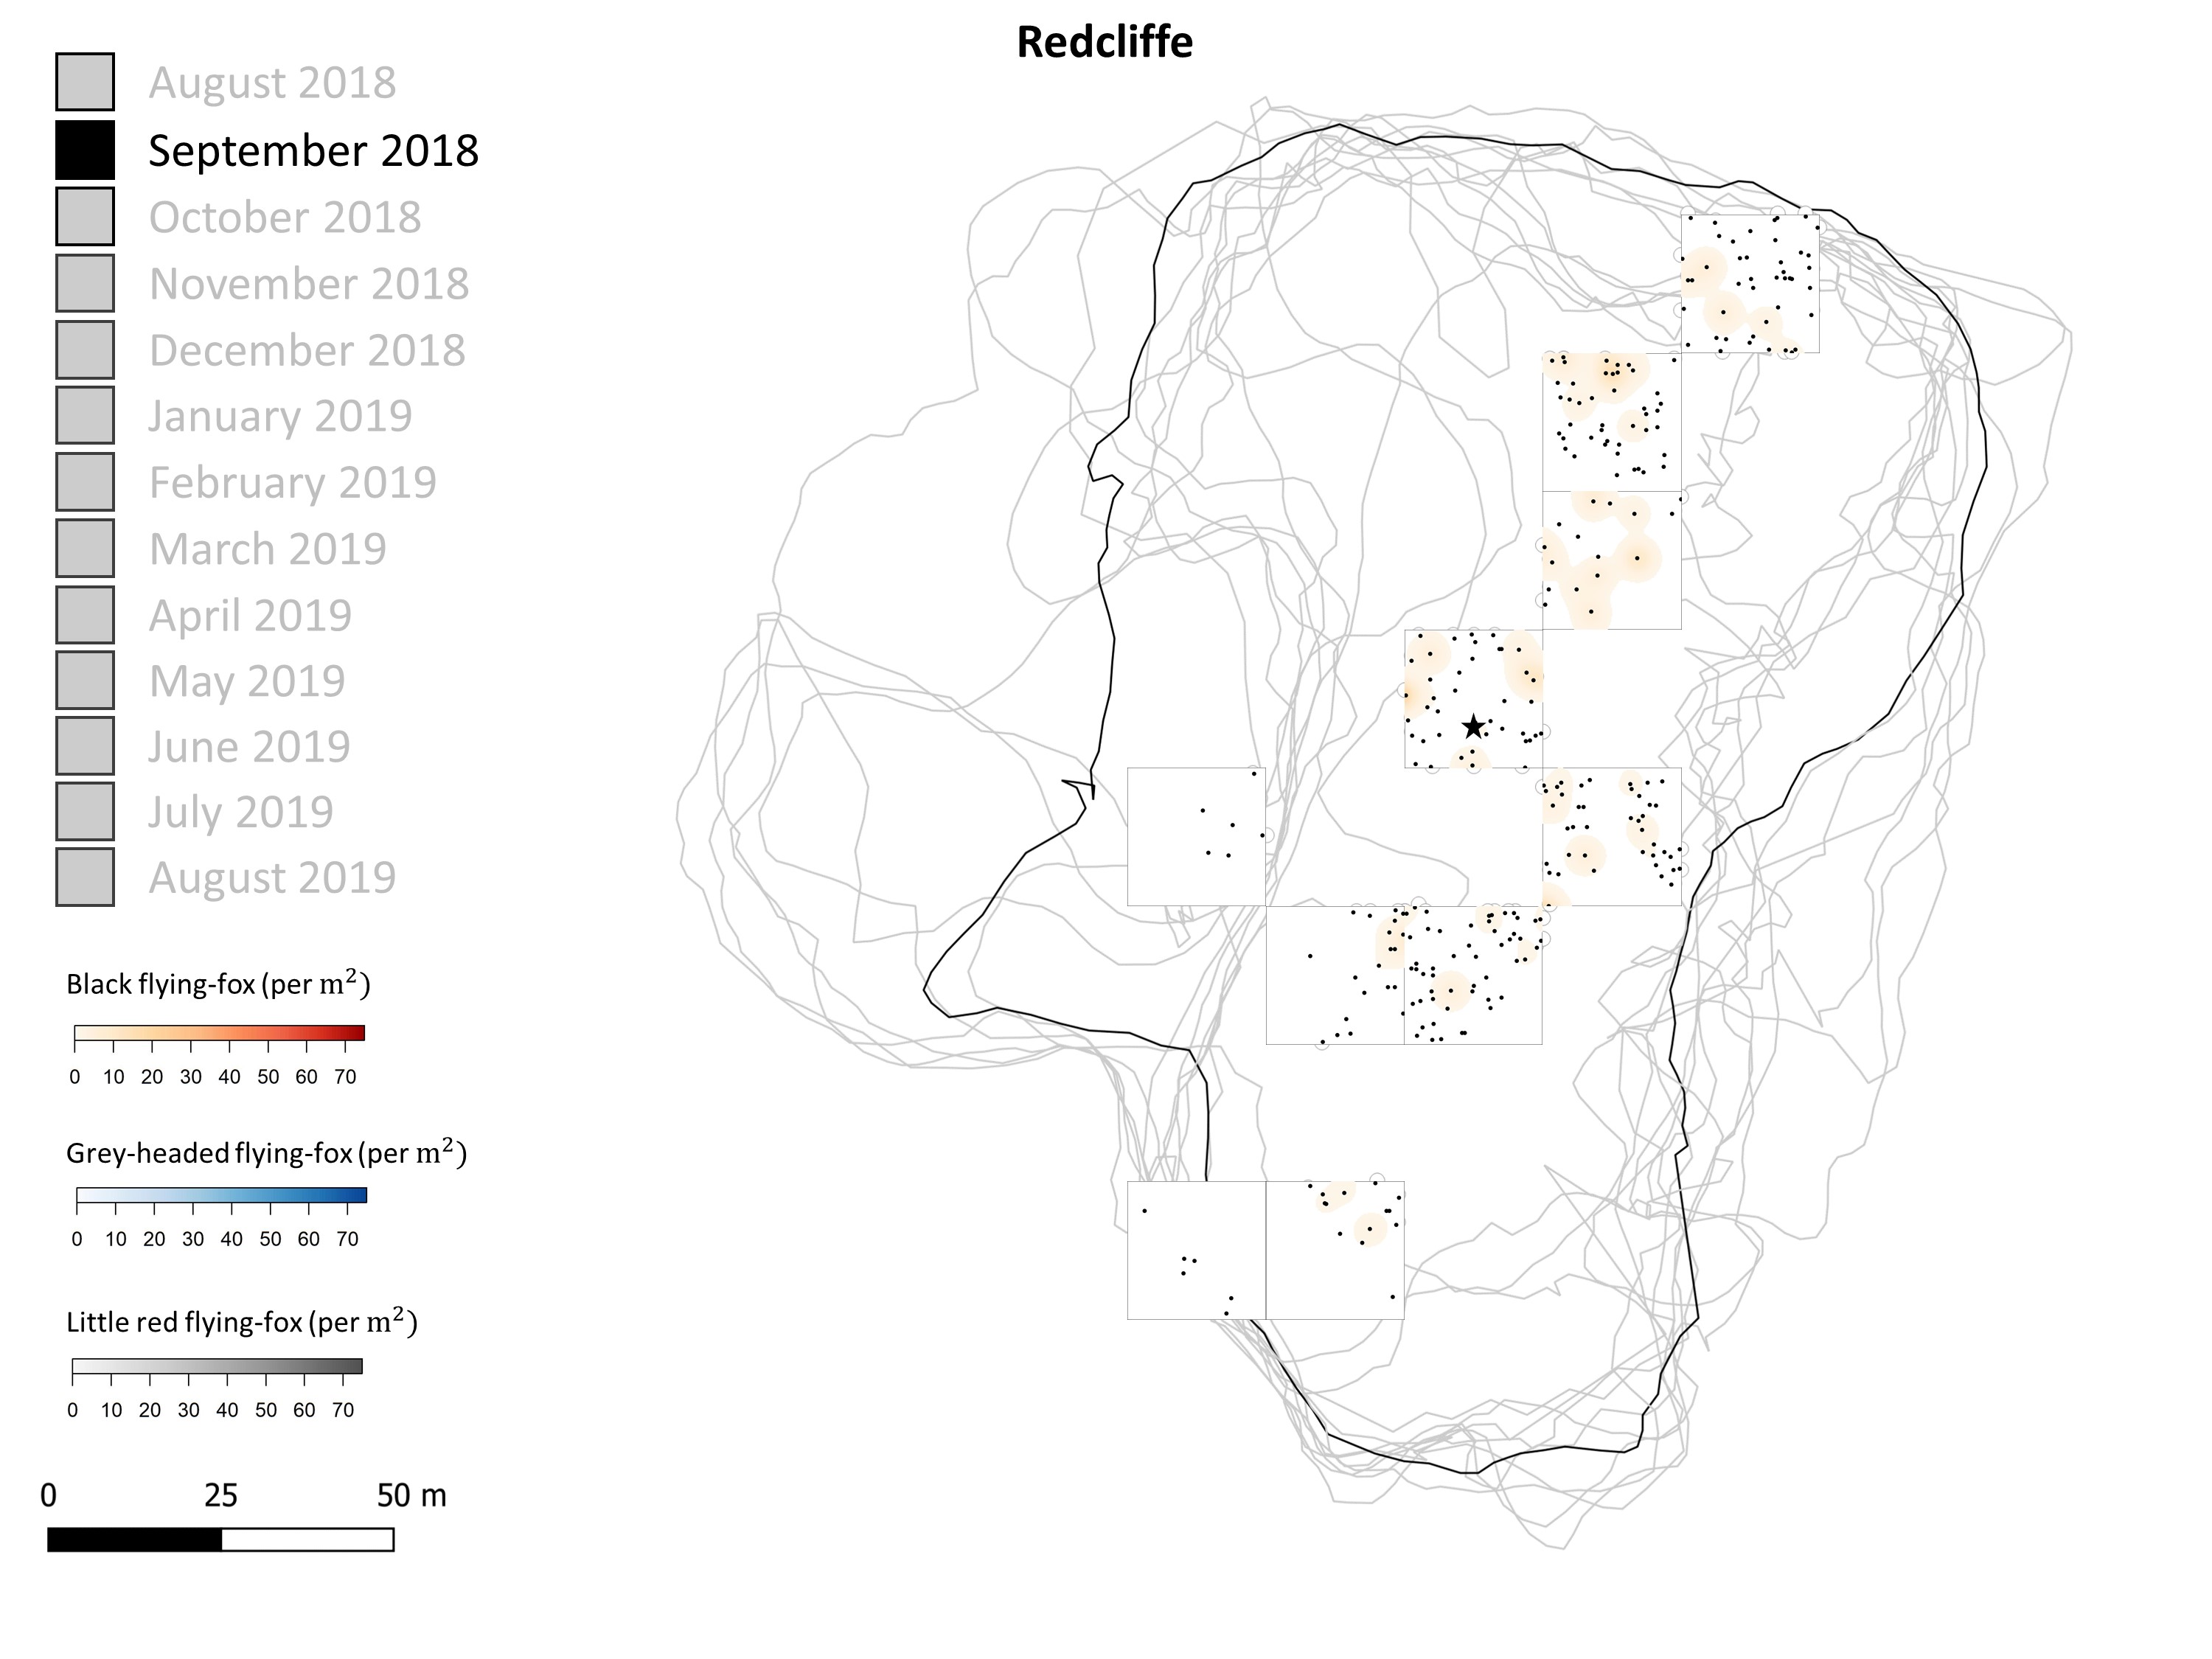 Redcliffe
August 2018
September 2018
October 2018
November 2018
December 2018
January 2019
February 2019
March 2019
April 2019
May 2019
June 2019
July 2019
August 2019
Black flying-fox (per m²)
0 10 20 30 40 50 60 70
Grey-headed flying-fox (per m²)
0 10 20 30 40 50 60 70
Little red flying-fox (per m²)
0 10 20 30 40 50 60 70
0 25 50 m